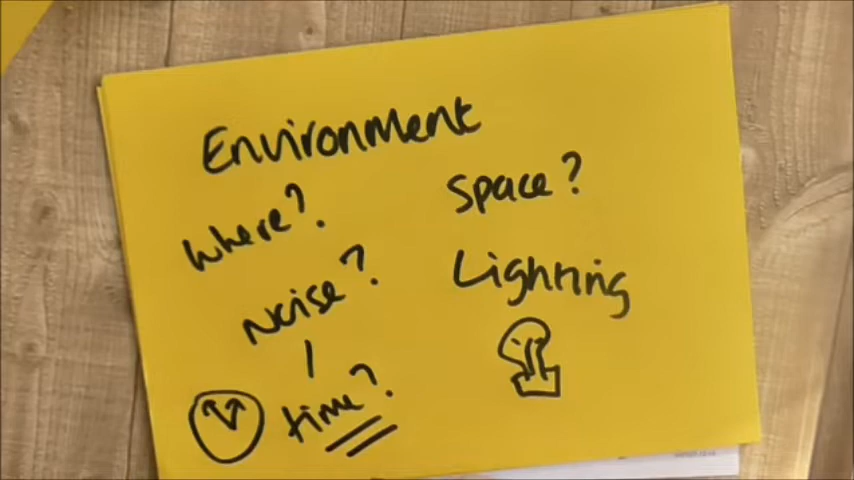 Environment
Where?
Space?
Noise?
Lighting
time?